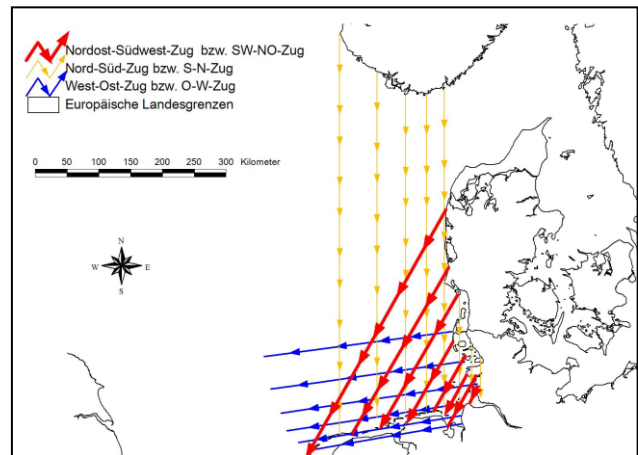 Nordost-Südwest-Zug bzw. SW-NO-Zug
Nord-Süd-Zug bzw. S-N-Zug
West-Ost-Zug bzw. O-W-Zug
Europäische Landesgrenzen
0 50 100 150 200 250 300 Kilometer
N
W E
S